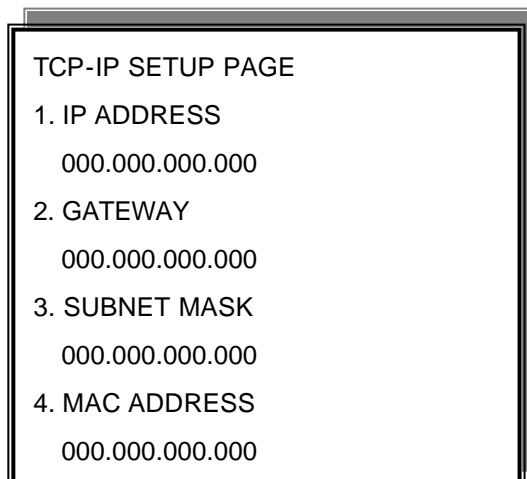 TCP-IP SETUP PAGE
1. IP ADDRESS
000.000.000.000
2. GATEWAY
000.000.000.000
3. SUBNET MASK
000.000.000.000
4. MAC ADDRESS
000.000.000.000